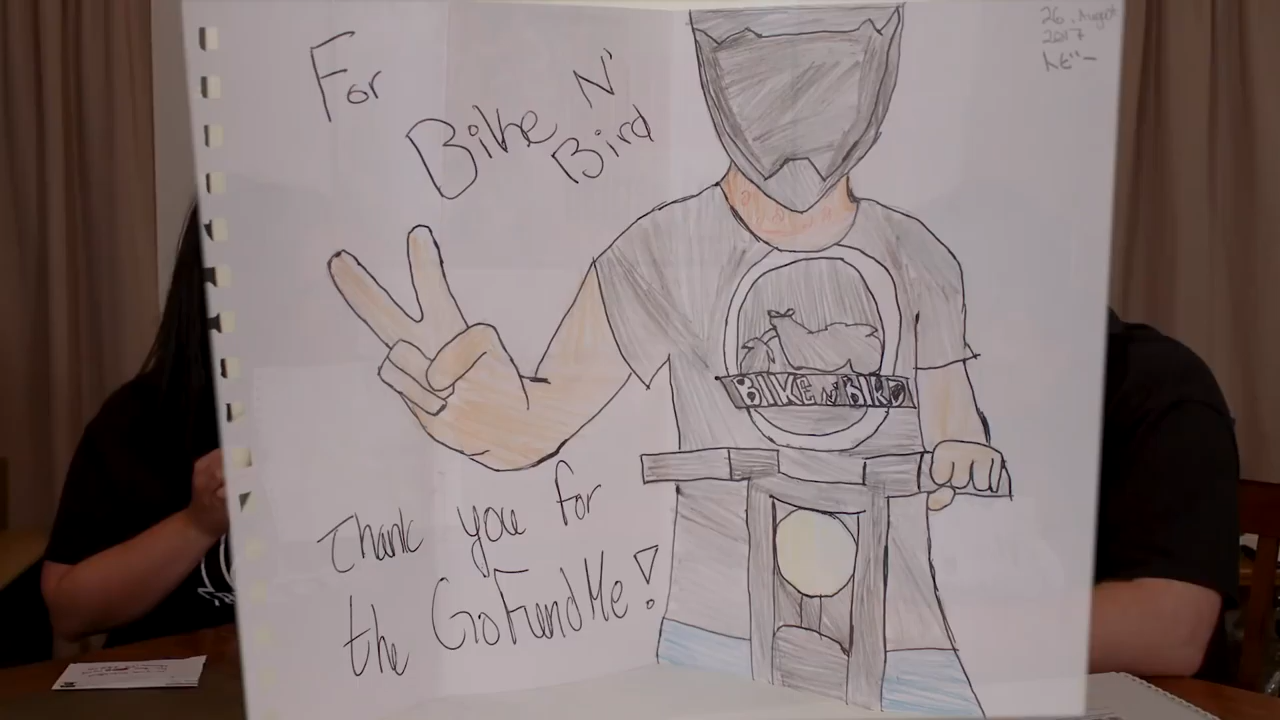 For
Bike N'
Bird
26. August
2017
BIKE N' BIRD
Thank you for
the GoFundMe!